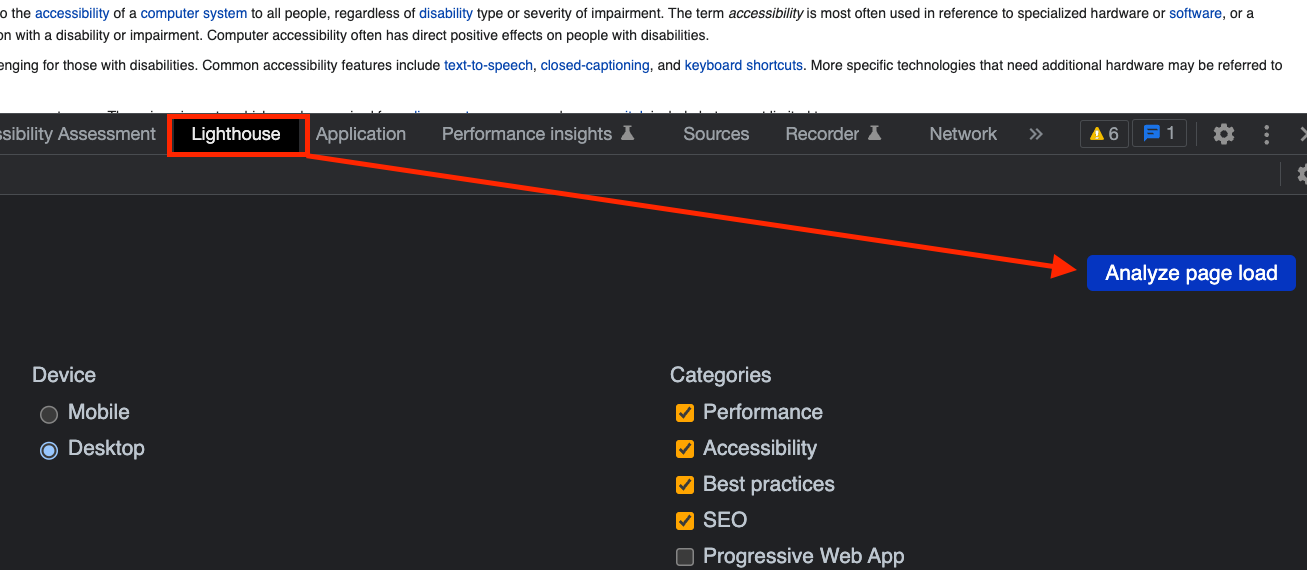 o the accessibility of a computer system to all people, regardless of disability type or severity of impairment. The term accessibility is most often used in reference to specialized hardware or software, or a
on with a disability or impairment. Computer accessibility often has direct positive effects on people with disabilities.
enging for those with disabilities. Common accessibility features include text-to-speech, closed-captioning, and keyboard shortcuts. More specific technologies that need additional hardware may be referred to
ssibility Assessment Lighthouse Application Performance insights Sources Recorder Network » 6 1
Analyze page load
Device
Mobile
Desktop
Categories
Performance
Accessibility
Best practices
SEO
Progressive Web App